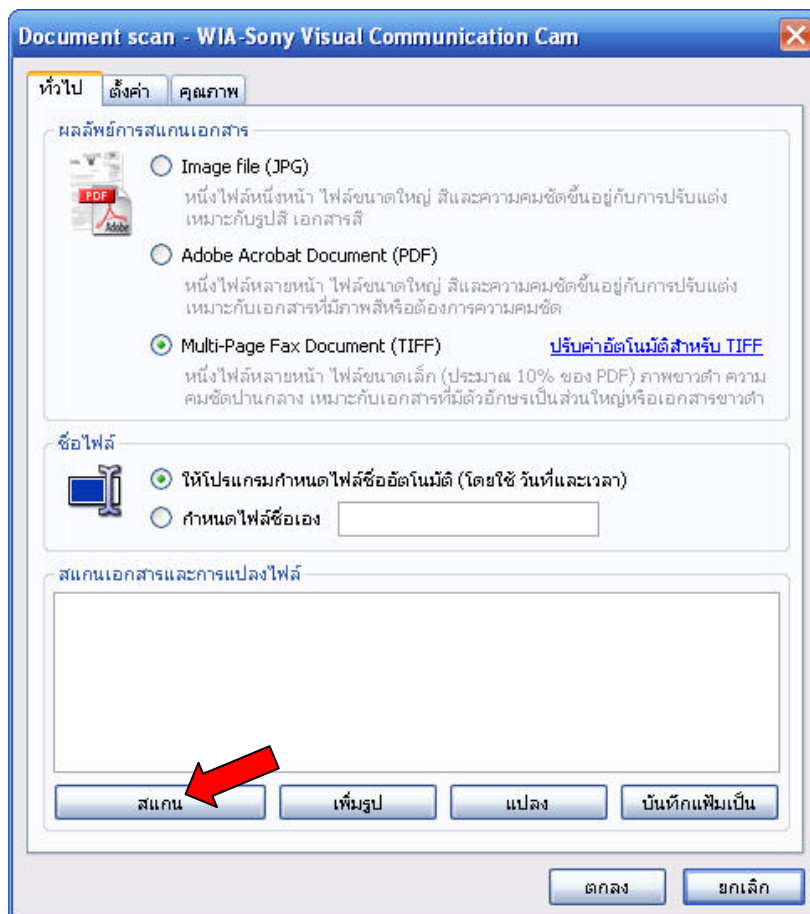 Document scan - WIA-Sony Visual Communication Cam
ทั่วไป ตั้งค่า คุณภาพ
ผลลัพย์การสแกนเอกสาร
Image file (JPG)
หนึ่งไฟล์หนึ่งหน้า ไฟล์ขนาดใหญ่ สีและความคมชัดขึ้นอยู่กับการปรับแต่ง
เหมาะกับรูปสี เอกสารสี
PDF
Adobe
Adobe Acrobat Document (PDF)
หนึ่งไฟล์หลายหน้า ไฟล์ขนาดใหญ่ สีและความคมชัดขึ้นอยู่กับการปรับแต่ง
เหมาะกับเอกสารที่มีภาพสีหรือต้องการความคมชัด
Multi-Page Fax Document (TIFF) ปรับค่าอัตโนมัติสำหรับ TIFF
หนึ่งไฟล์หลายหน้า ไฟล์ขนาดเล็ก (ประมาณ 10% ของ PDF) ภาพขาวดำ ความ
คมชัดปานกลาง เหมาะกับเอกสารที่มีตัวอักษรเป็นส่วนใหญ่หรือเอกสารขาวดำ
ชื่อไฟล์
ให้โปรแกรมกำหนดไฟล์ชื่ออัตโนมัติ (โดยใช้ วันที่และเวลา)
กำหนดไฟล์ชื่อเอง
สแกนเอกสารและการแปลงไฟล์
สแกน เพิ่มรูป แปลง บันทึกแฟ้มเป็น
ตกลง ยกเลิก